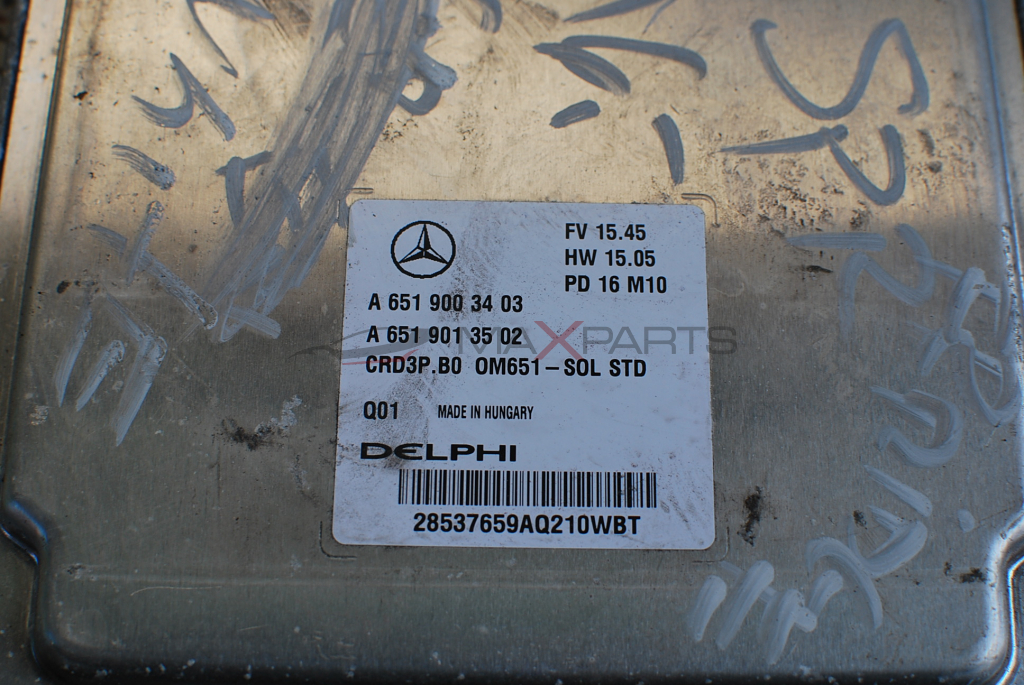 FV 15.45
HW 15.05
PD 16 M10
A 651 900 34 03
A 651 901 35 02
MAXPARTS
CRD3P.B0 OM651-SOL STD
Q01 MADE IN HUNGARY
DELPHI
28537659AQ210WBT